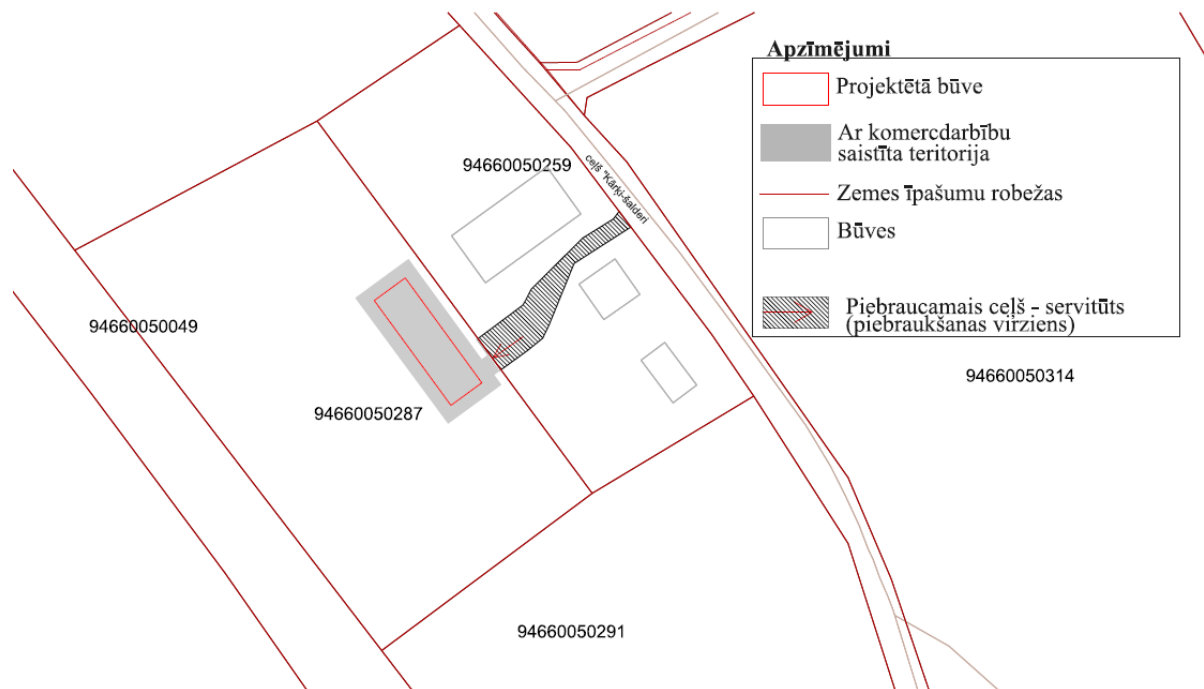 Apzīmējumi
Projektētā būve
Ar komercdarbību
saistīta teritorija
Zemes īpašumu robežas
Būves
Piebraucamais ceļš - servitūts
(piebraukšanas virziens)
94660050259
ceļš "Kārķi-šalderi
94660050049
94660050314
94660050287
94660050291